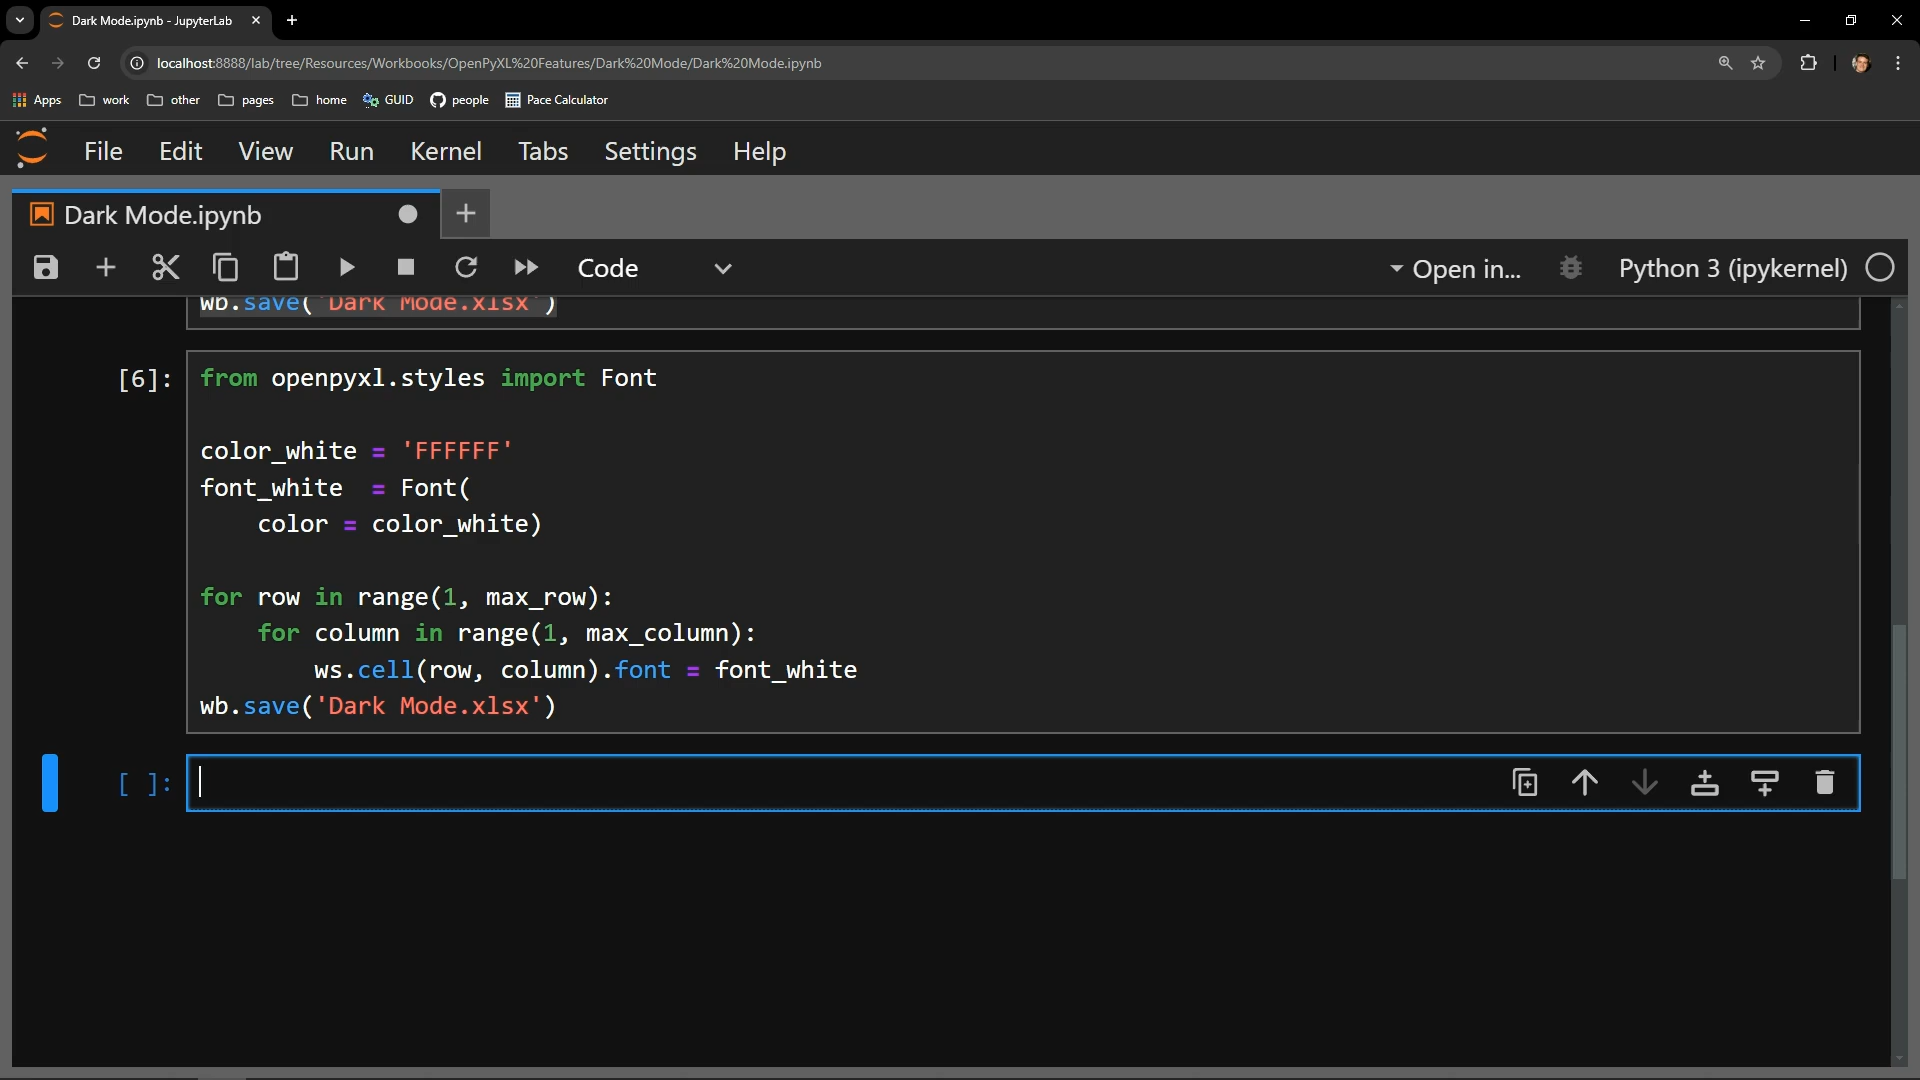 Dark Mode.ipynb - JupyterLab
localhost:8888/lab/tree/Resources/Workbooks/OpenPyXL%20Features/Dark%20Mode/Dark%20Mode.ipynb
Apps work other pages home GUID people Pace Calculator
File Edit View Run Kernel Tabs Settings Help
Dark Mode.ipynb
Code Open in... Python 3 (ipykernel)
wb.save('Dark Mode.xlsx')
[6]: from openpyxl.styles import Font
color_white = 'FFFFFF'
font_white  = Font(
    color = color_white)
for row in range(1, max_row):
    for column in range(1, max_column):
        ws.cell(row, column).font = font_white
wb.save('Dark Mode.xlsx')
[ ]: